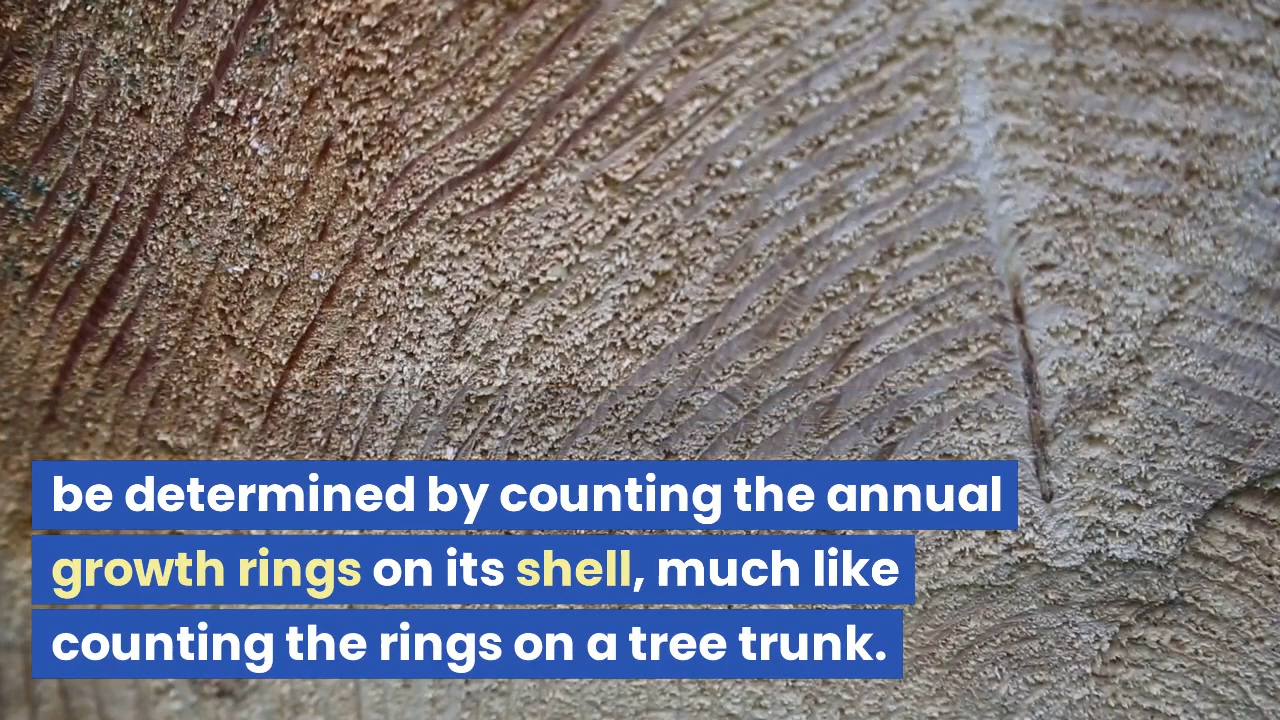 be determined by counting the annual
growth rings on its shell, much like
counting the rings on a tree trunk.